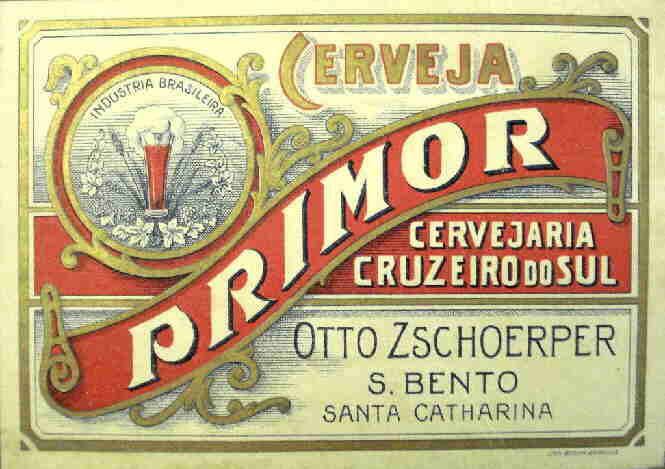 CERVEJA
INDUSTRIA BRASILEIRA
PRIMOR
CERVEJARIA
CRUZEIRO DO SUL
OTTO ZSCHOERPER
S. BENTO
SANTA CATHARINA